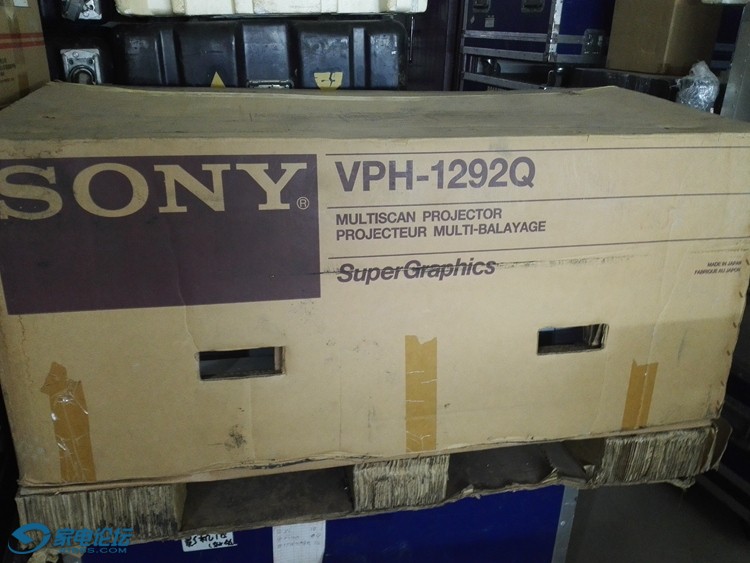 SONY®
VPH-1292Q
MULTISCAN PROJECTOR
PROJECTEUR MULTI-BALAYAGE
SuperGraphics
MADE IN JAPAN
FABRIQUE AU JAPON
家电论坛